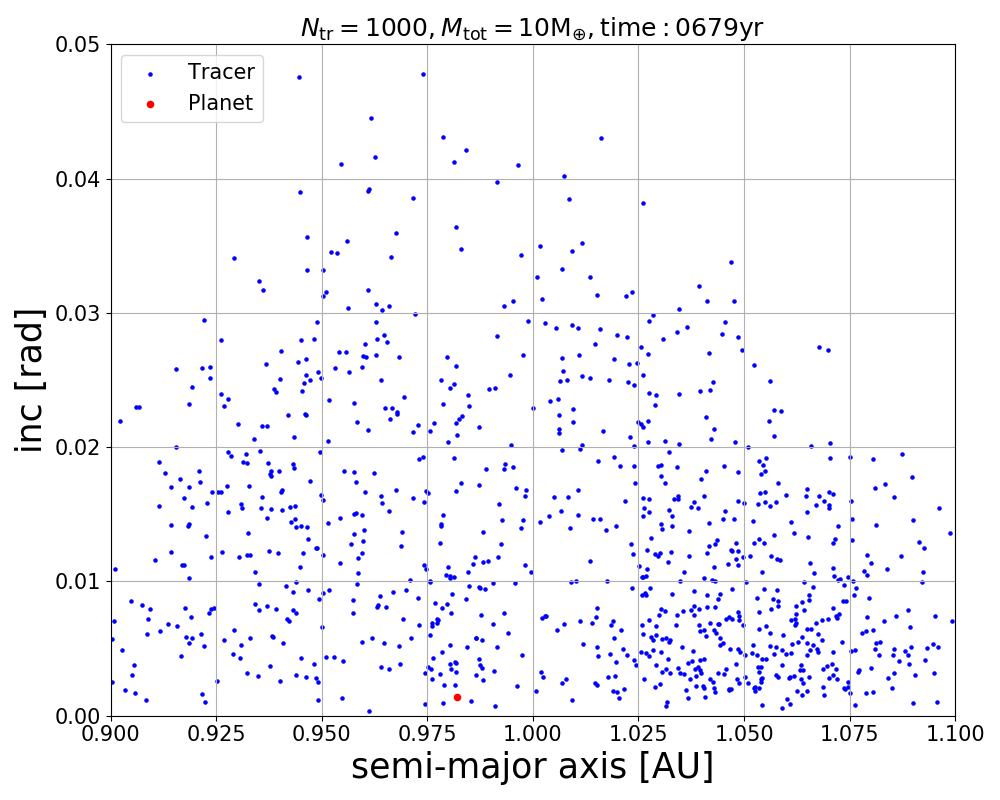 N_tr = 1000, M_tot = 10M_⊕, time : 0679yr
Tracer
Planet
inc [rad]
0.05
0.04
0.03
0.02
0.01
0.00
0.900 0.925 0.950 0.975 1.000 1.025 1.050 1.075 1.100
semi-major axis [AU]